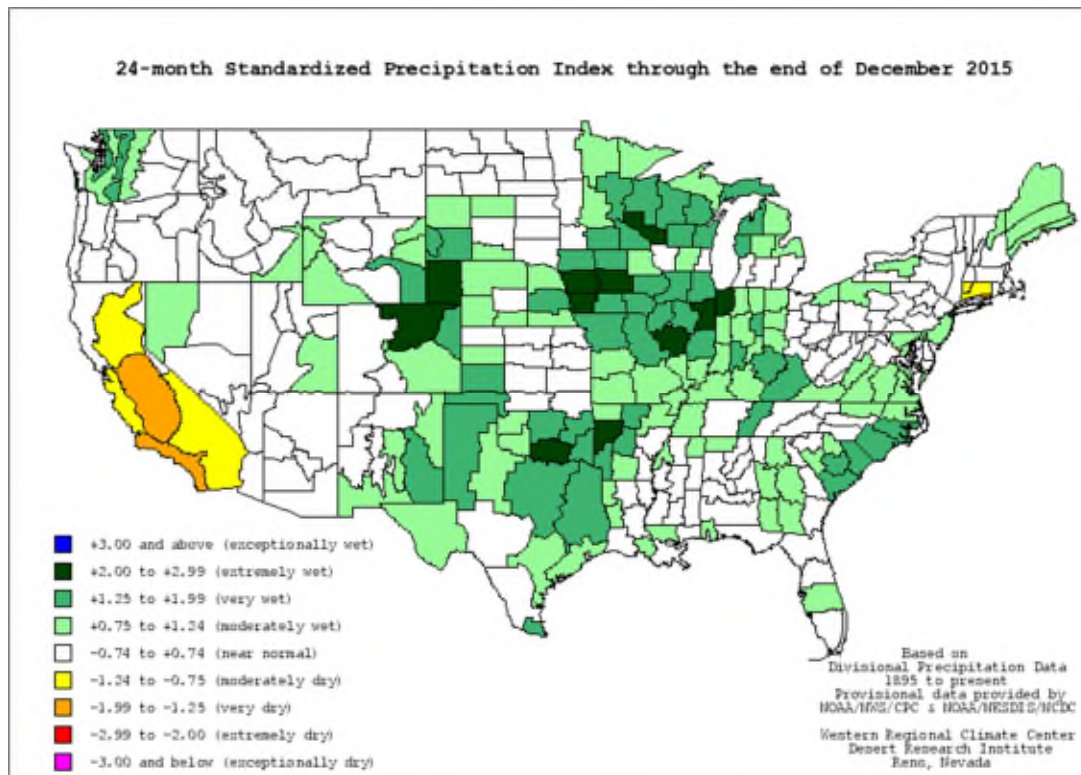 24-month Standardized Precipitation Index through the end of December 2015
+3.00 and above (exceptionally wet)
+2.00 to +2.99 (extremely wet)
+1.25 to +1.99 (very wet)
+0.75 to +1.24 (moderately wet)
-0.74 to +0.74 (near normal)
-1.24 to -0.75 (moderately dry)
-1.99 to -1.25 (very dry)
-2.99 to -2.00 (extremely dry)
-3.00 and below (exceptionally dry)
Based on
Divisional Precipitation Data
1895 to present
Provisional data provided by
NOAA/NWS/CPC & NOAA/NESDIS/NCDC
Western Regional Climate Center
Desert Research Institute
Reno, Nevada